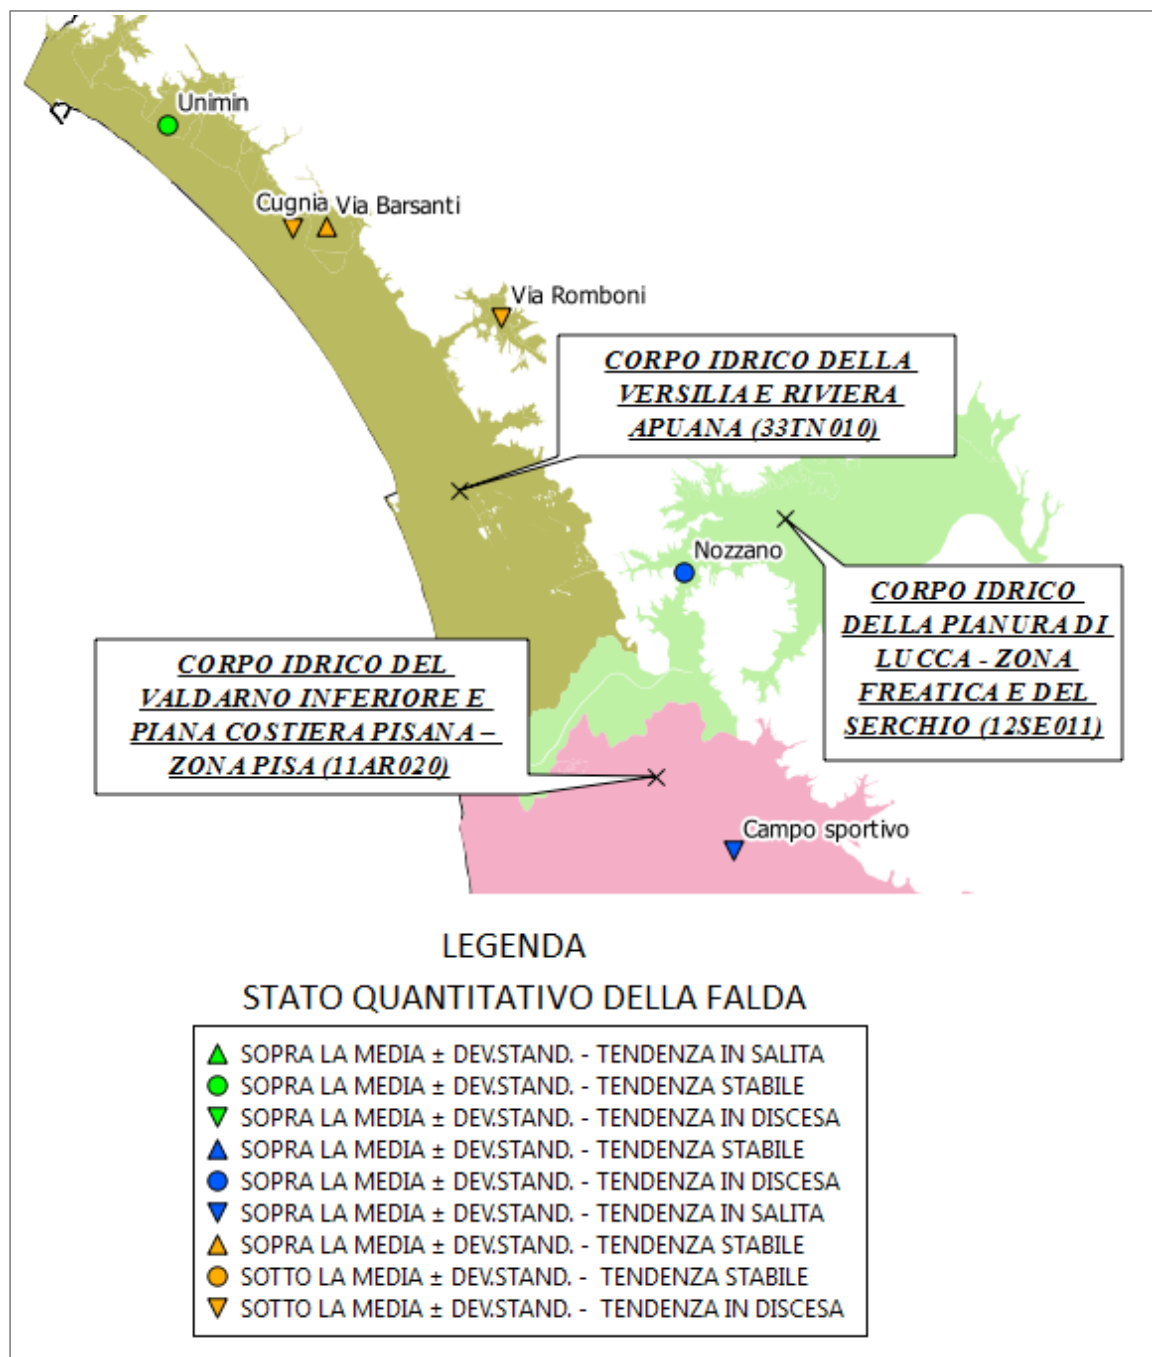 Unimin
Cugnia
Via Barsanti
Via Romboni
CORPO IDRICO DELLA
VERSILIA E RIVIERA
APUANA (33TN010)
Nozzano
CORPO IDRICO
DELLA PIANURA DI
LUCCA - ZONA
FREATICA E DEL
SERCHIO (12SE011)
CORPO IDRICO DEL
VALDARNO INFERIORE E
PIANA COSTIERA PISANA –
ZONA PISA (11AR020)
Campo sportivo
LEGENDA
STATO QUANTITATIVO DELLA FALDA
SOPRA LA MEDIA ± DEV.STAND. - TENDENZA IN SALITA
SOPRA LA MEDIA ± DEV.STAND. - TENDENZA STABILE
SOPRA LA MEDIA ± DEV.STAND. - TENDENZA IN DISCESA
SOPRA LA MEDIA ± DEV.STAND. - TENDENZA STABILE
SOPRA LA MEDIA ± DEV.STAND. - TENDENZA IN DISCESA
SOPRA LA MEDIA ± DEV.STAND. - TENDENZA IN SALITA
SOPRA LA MEDIA ± DEV.STAND. - TENDENZA STABILE
SOTTO LA MEDIA ± DEV.STAND. - TENDENZA STABILE
SOTTO LA MEDIA ± DEV.STAND. - TENDENZA IN DISCESA